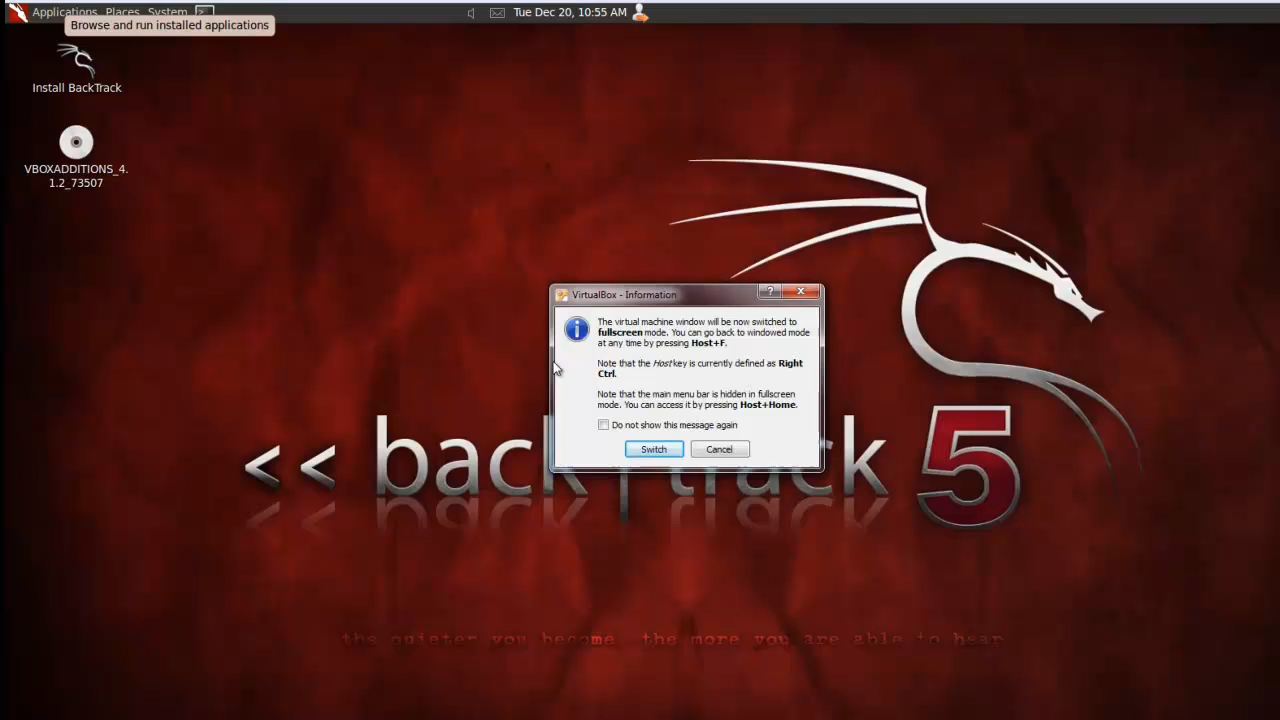 Applications Places System
Tue Dec 20, 10:55 AM
Browse and run installed applications
Install BackTrack
VBOXADDITIONS_4.
1.2_73507
VirtualBox - Information
The virtual machine window will be now switched to
fullscreen mode. You can go back to windowed mode
at any time by pressing Host+F.
Note that the Host key is currently defined as Right
Ctrl.
Note that the main menu bar is hidden in fullscreen
mode. You can access it by pressing Host+Home.
Do not show this message again
Switch Cancel
<< back | track 5
the quieter you become, the more you are able to hear